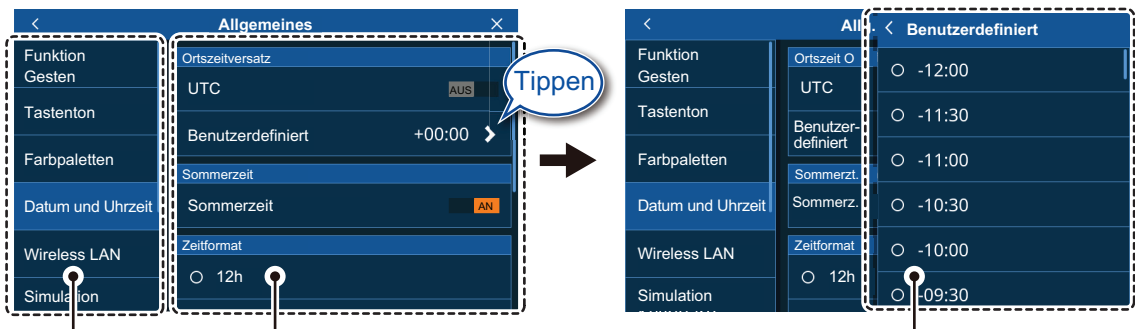 Allgemeines
Funktion
Gesten
Tastenton
Farbpaletten
Datum und Uhrzeit
Wireless LAN
Simulation
Ortszeitversatz
UTC AUS
Benutzerdefiniert +00:00
Sommerzeit
Sommerzeit AN
Zeitformat
12h
Tippen
All
Funktion
Gesten
Tastenton
Farbpaletten
Datum und Uhrzeit
Wireless LAN
Simulation
Ortszeit O
UTC
Benutzer-
definiert
Sommerzt.
Sommerz.
Zeitformat
12h
Benutzerdefiniert
-12:00
-11:30
-11:00
-10:30
-10:00
-09:30